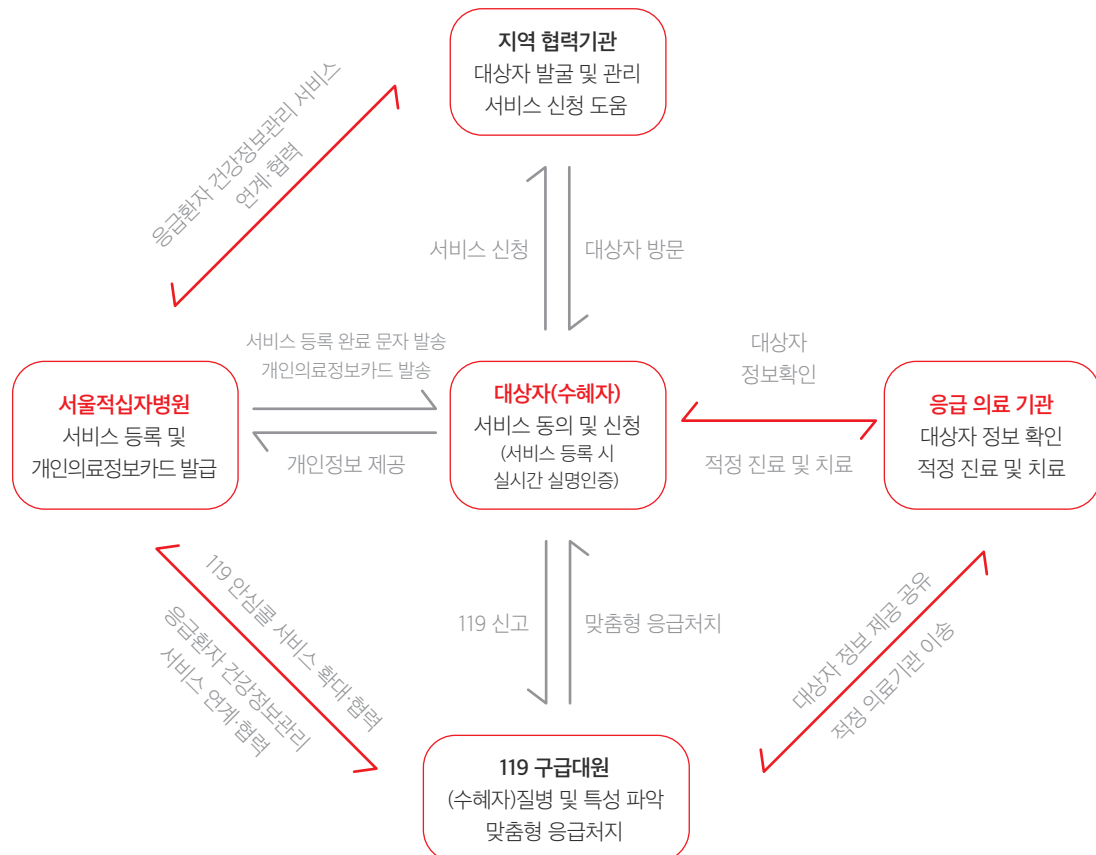 지역 협력기관
대상자 발굴 및 관리
서비스 신청 도움
응급환자 건강정보관리 서비스
연계·협력
서비스 신청
대상자 방문
서비스 등록 완료 문자 발송
개인의료정보카드 발송
대상자
정보확인
서울적십자병원
서비스 등록 및
개인의료정보카드 발급
대상자(수혜자)
서비스 동의 및 신청
(서비스 등록 시
실시간 실명인증)
응급 의료 기관
대상자 정보 확인
적정 진료 및 치료
개인정보 제공
적정 진료 및 치료
119 안심콜 서비스 확대·협력
응급환자 건강정보관리
서비스 연계·협력
119 신고
맞춤형 응급처치
대상자 정보 제공 공유
적정 의료기관 이송
119 구급대원
(수혜자)질병 및 특성 파악
맞춤형 응급처지